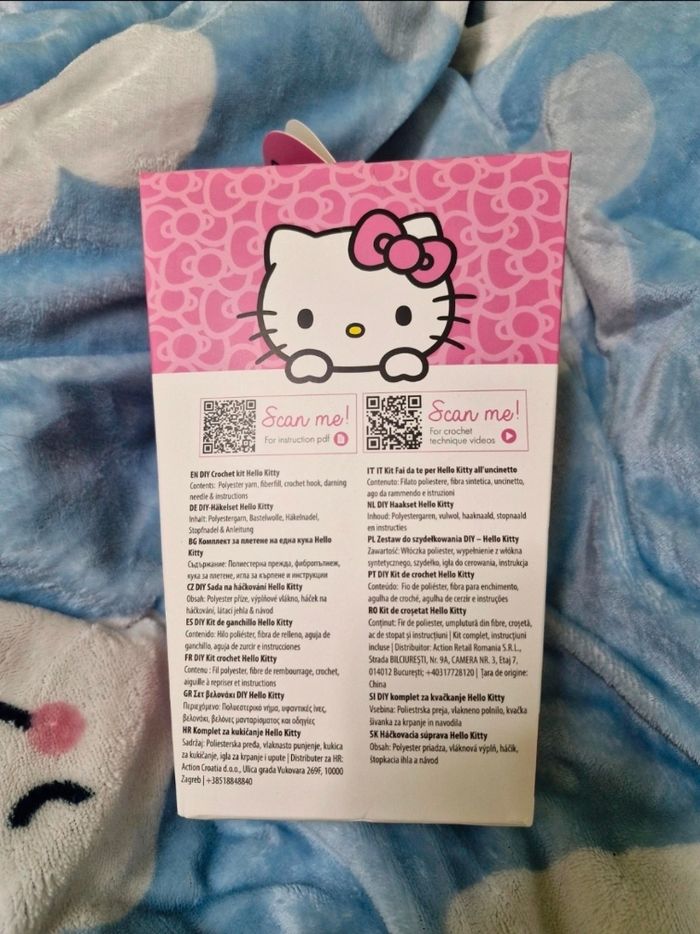 Scan me!
For instruction pdf
Scan me!
For crochet
technique videos
EN DIY Crochet kit Hello Kitty
Contents: Polyester yarn, fiberfill, crochet hook, darning
needle & instructions
DE DIY-Häkelset Hello Kitty
Inhalt: Polyestergarn, Bastelwolle, Häkelnadel,
Stopfnadel & Anleitung
BG Комплект за плетене на една кука Hello
Kitty
Съдържание: Полиестерна прежда, фибропълнеж,
кука за плетене, игла за кърпене и инструкции
CZ DIY Sada na háčkování Hello Kitty
Obsah: Polyester příze, výplňové vlákno, háček na
háčkování, látací jehla & návod
ES DIY Kit de ganchillo Hello Kitty
Contenido: Hilo poliéster, fibra de relleno, aguja de
ganchillo, aguja de zurcir e instrucciones
FR DIY Kit crochet Hello Kitty
Contenu : Fil polyester, fibre de rembourrage, crochet,
aiguille à repriser et instructions
GR Σετ βελονάκι DIY Hello Kitty
Περιεχόμενο: Πολυεστερικό νήμα, υφαντικές ίνες,
βελονάκι, βελόνες μανταρίσματος και οδηγίες
HR Komplet za kukičanje Hello Kitty
Sadržaj: Poliesterska pređa, vlaknasto punjenje, kukica
za kukičanje, igla za krpanje i upute | Distributer za HR:
Action Croatia d.o.o., Ulica grada Vukovara 269F, 10000
Zagreb | +38518848840
IT IT Kit Fai da te per Hello Kitty all'uncinetto
Contenuto: Filato poliestere, fibra sintetica, uncinetto,
ago da rammendo e istruzioni
NL DIY Haakset Hello Kitty
Inhoud: Polyestergaren, vulwol, haaknaald, stopnaald
en instructies
PL Zestaw do szydełkowania DIY – Hello Kitty
Zawartość: Włóczka poliester, wypełnienie z włókna
syntetycznego, szydełko, igła do cerowania, instrukcja
PT DIY Kit de crochet Hello Kitty
Conteúdo: Fio de poliéster, fibra para enchimento,
agulha de croché, agulha de cerzir e instruções
RO Kit de croșetat Hello Kitty
Conținut: Fir de poliester, umplutură din fibre, croșetă,
ac de stopat și instrucțiuni | Kit complet, instrucțiuni
incluse | Distribuitor: Action Retail Romania S.R.L.,
Strada BILCIUREȘTI, Nr. 9A, CAMERA NR. 3, Etaj 7,
014012 București; +40317728120 | Țara de origine:
China
SI DIY komplet za kvačkanje Hello Kitty
Vsebina: Poliestrska preja, vlakneno polnilo, kvačka
šivanka za krpanje in navodila
SK Háčkovacia súprava Hello Kitty
Obsah: Polyester priadza, vláknová výplň, háčik,
štopkacia ihla a návod